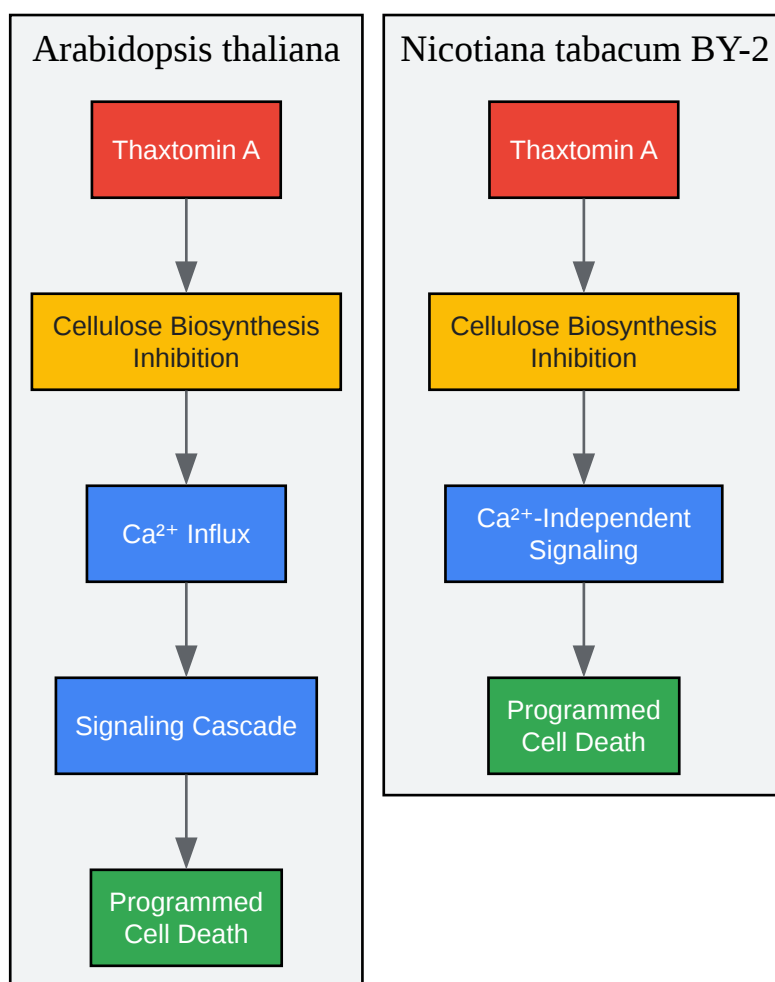 Arabidopsis thaliana
Thaxtomin A
Cellulose Biosynthesis
Inhibition
Ca²⁺ Influx
Signaling Cascade
Programmed
Cell Death
Nicotiana tabacum BY-2
Thaxtomin A
Cellulose Biosynthesis
Inhibition
Ca²⁺-Independent
Signaling
Programmed
Cell Death